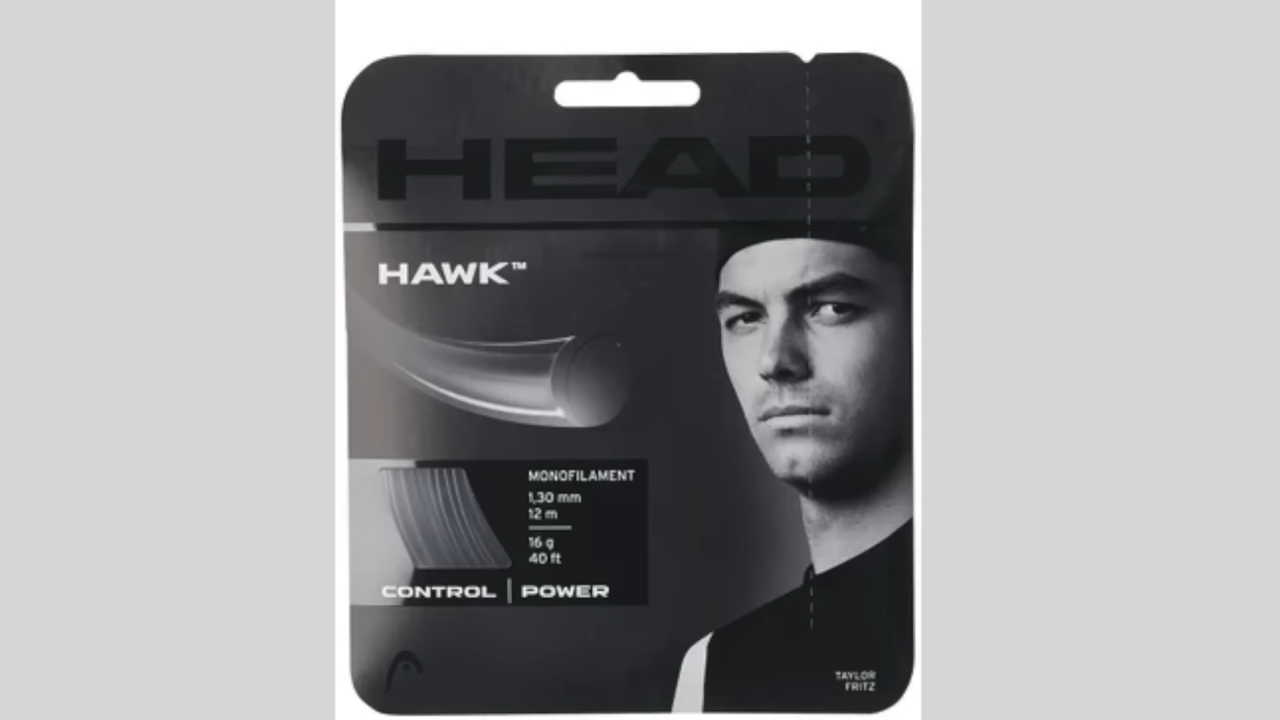 HEAD
HAWK™
MONOFILAMENT
1,30 mm
12 m
16 g
40 ft
CONTROL | POWER
TAYLOR
FRITZ